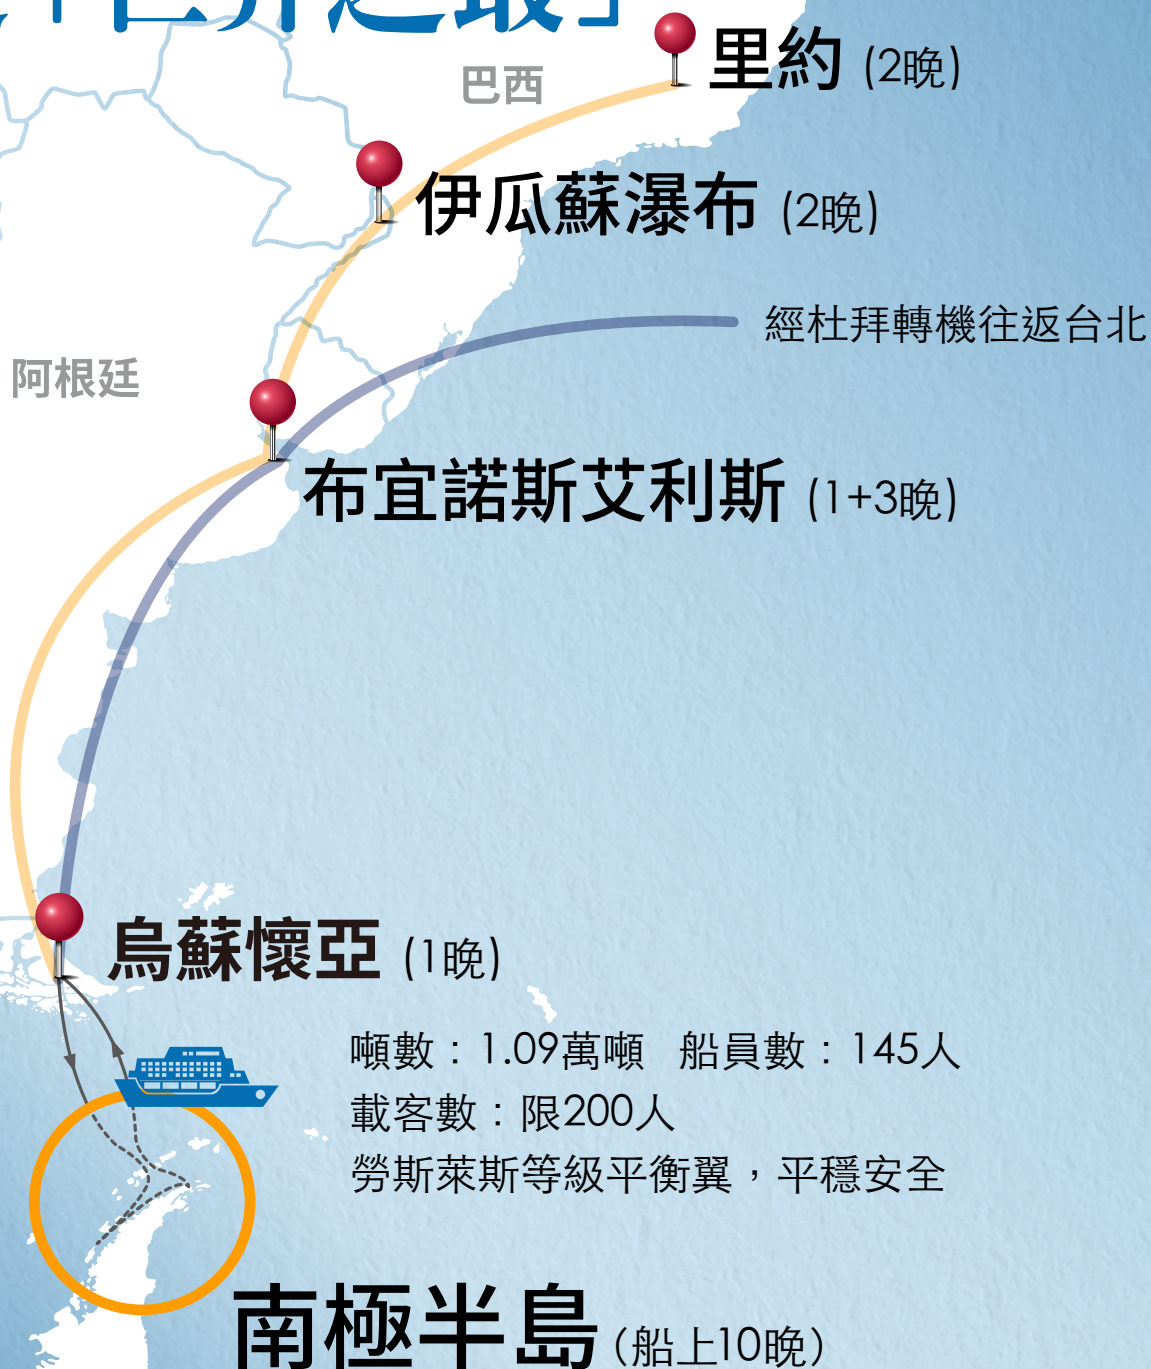 「世界之最」
里約 (2晚)
巴西
伊瓜蘇瀑布 (2晚)
經杜拜轉機往返台北
阿根廷
布宜諾斯艾利斯 (1+3晚)
烏蘇懷亞 (1晚)
噸數：1.09萬噸 船員數：145人
載客數：限200人
勞斯萊斯等級平衡翼，平穩安全
南極半島 (船上10晚)